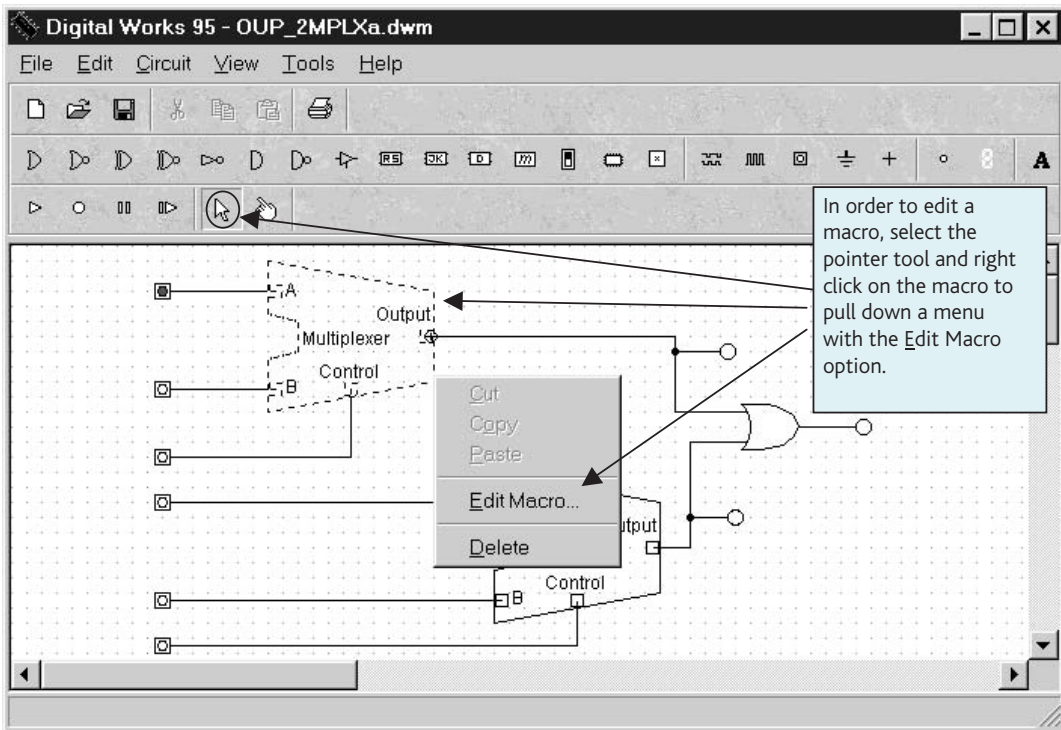 Digital Works 95 - OUP_2MPLXa.dwm
File Edit Circuit View Tools Help
RS JK D m
A
In order to edit a
macro, select the
pointer tool and right
click on the macro to
pull down a menu
with the Edit Macro
option.
A
Output
Multiplexer
Control
B
Cut
Copy
Paste
Edit Macro...
Delete
utput
Control
B